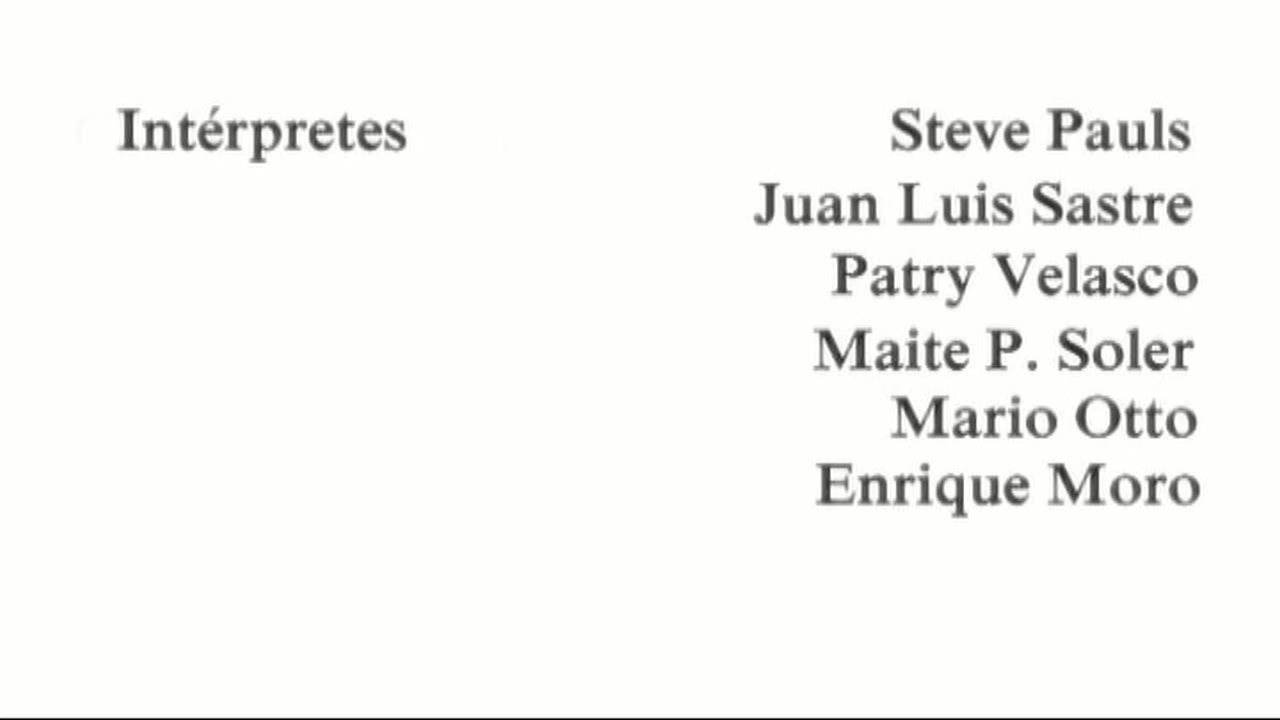 Intérpretes Steve Pauls
Juan Luis Sastre
Patry Velasco
Maite P. Soler
Mario Otto
Enrique Moro